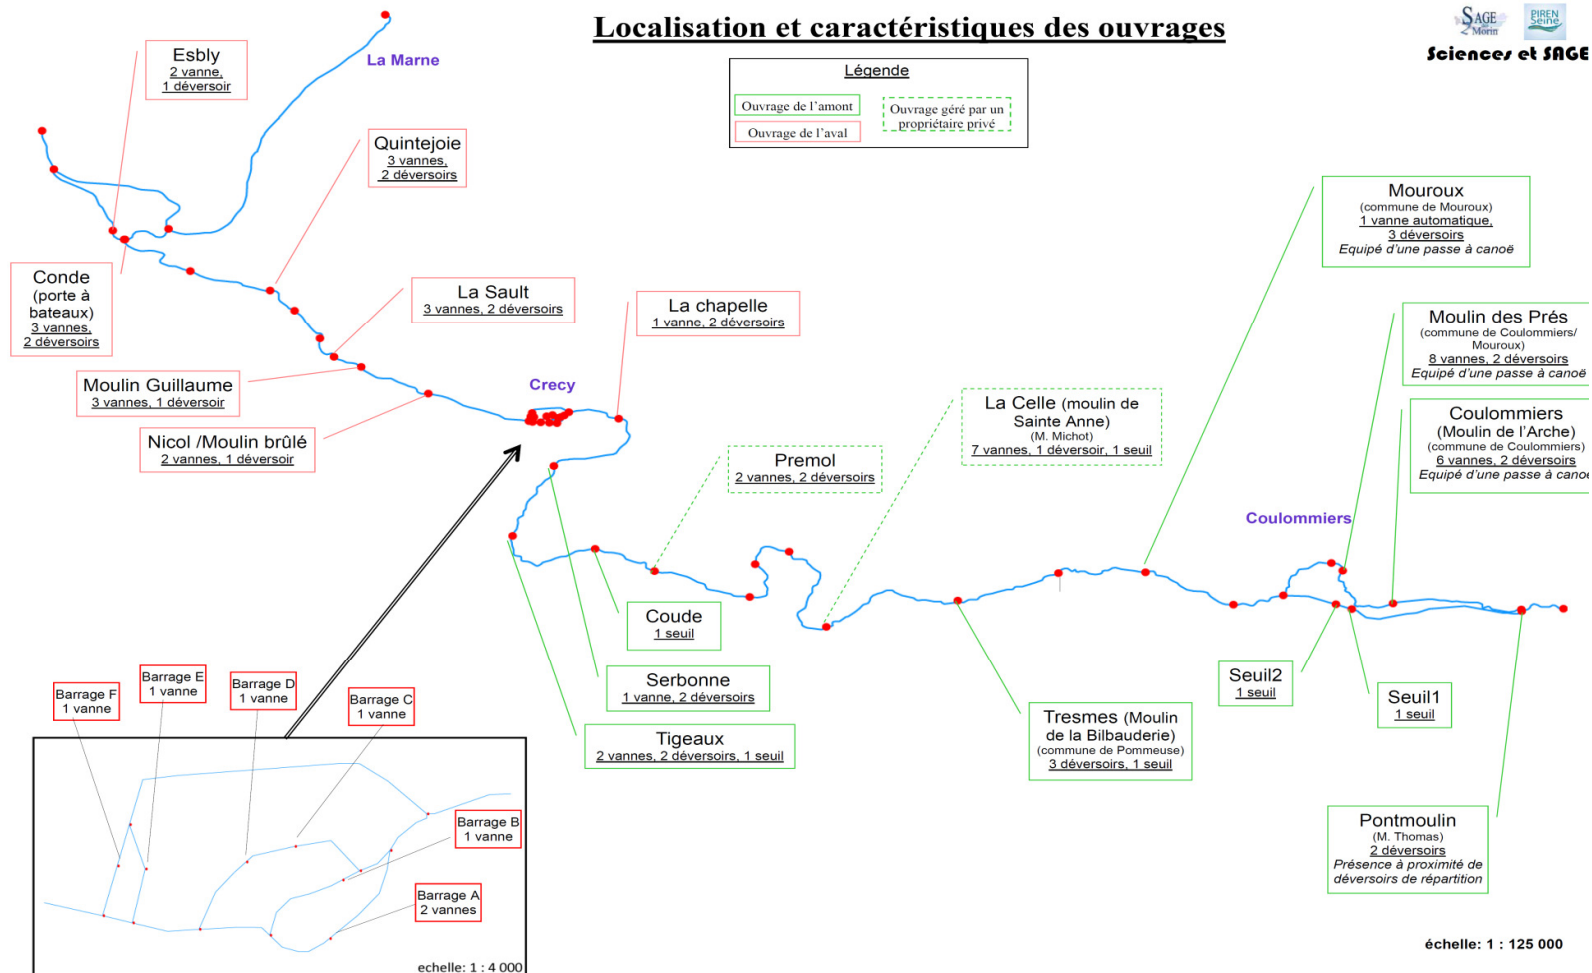 Localisation et caractéristiques des ouvrages
SAGE
2 Morin
PIREN
Seine
Sciences et SAGE
Légende
Ouvrage de l'amont
Ouvrage de l'aval
Ouvrage géré par un
propriétaire privé
La Marne
Esbly
2 vanne,
1 déversoir
Quintejoie
3 vannes,
2 déversoirs
Conde
(porte à
bateaux)
3 vannes,
2 déversoirs
La Sault
3 vannes, 2 déversoirs
La chapelle
1 vanne, 2 déversoirs
Moulin Guillaume
3 vannes, 1 déversoir
Nicol /Moulin brûlé
2 vannes, 1 déversoir
Crecy
Premol
2 vannes, 2 déversoirs
La Celle (moulin de
Sainte Anne)
(M. Michot)
7 vannes, 1 déversoir, 1 seuil
Mouroux
(commune de Mouroux)
1 vanne automatique,
3 déversoirs
Equipé d'une passe à canoë
Moulin des Prés
(commune de Coulommiers/
Mouroux)
8 vannes, 2 déversoirs
Equipé d'une passe à canoë
Coulommiers
(Moulin de l'Arche)
(commune de Coulommiers)
6 vannes, 2 déversoirs
Equipé d'une passe à canoë
Coulommiers
Coude
1 seuil
Serbonne
1 vanne, 2 déversoirs
Tigeaux
2 vannes, 2 déversoirs, 1 seuil
Tresmes (Moulin
de la Bilbauderie)
(commune de Pommeuse)
3 déversoirs, 1 seuil
Seuil2
1 seuil
Seuil1
1 seuil
Pontmoulin
(M. Thomas)
2 déversoirs
Présence à proximité de
déversoirs de répartition
Barrage F
1 vanne
Barrage E
1 vanne
Barrage D
1 vanne
Barrage C
1 vanne
Barrage B
1 vanne
Barrage A
2 vannes
echelle: 1 : 4 000
échelle: 1 : 125 000